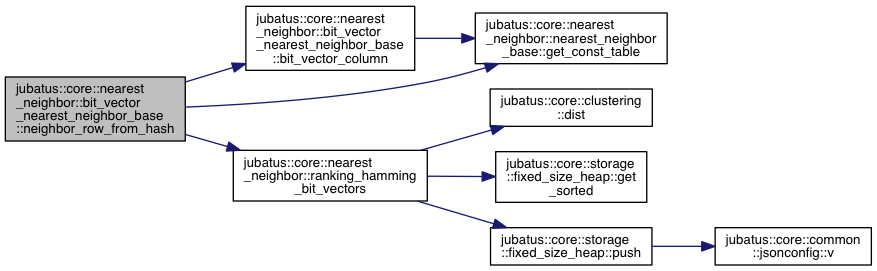 jubatus::core::nearest
_neighbor::bit_vector
_nearest_neighbor_base
::neighbor_row_from_hash
jubatus::core::nearest
_neighbor::bit_vector
_nearest_neighbor_base
::bit_vector_column
jubatus::core::nearest
_neighbor::nearest_neighbor
_base::get_const_table
jubatus::core::nearest
_neighbor::ranking_hamming
_bit_vectors
jubatus::core::clustering
::dist
jubatus::core::storage
::fixed_size_heap::get
_sorted
jubatus::core::storage
::fixed_size_heap::push
jubatus::core::common
::jsonconfig::v